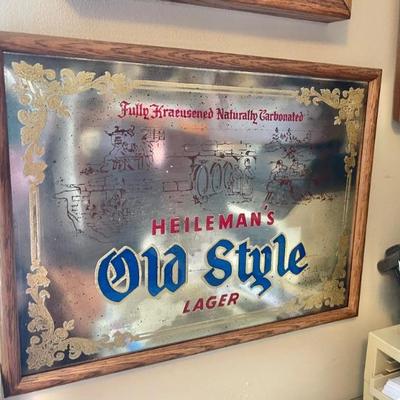 Fully Kraeusened Naturally Carbonated
HEILEMAN'S
Old Style
LAGER